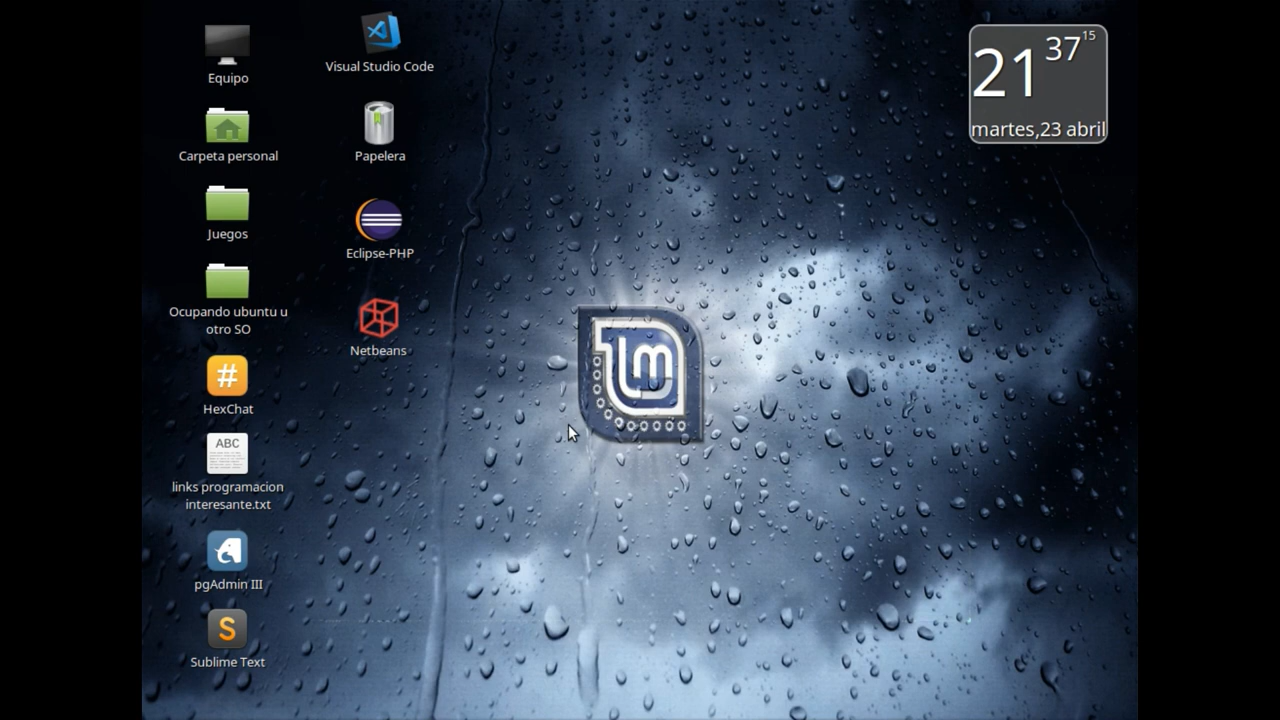 Equipo
Carpeta personal
Juegos
Ocupando ubuntu u
otro SO
#
HexChat
ABC
links programacion
interesante.txt
pgAdmin III
S
Sublime Text
Visual Studio Code
Papelera
Eclipse-PHP
Netbeans
lm
21 37 15
martes,23 abril